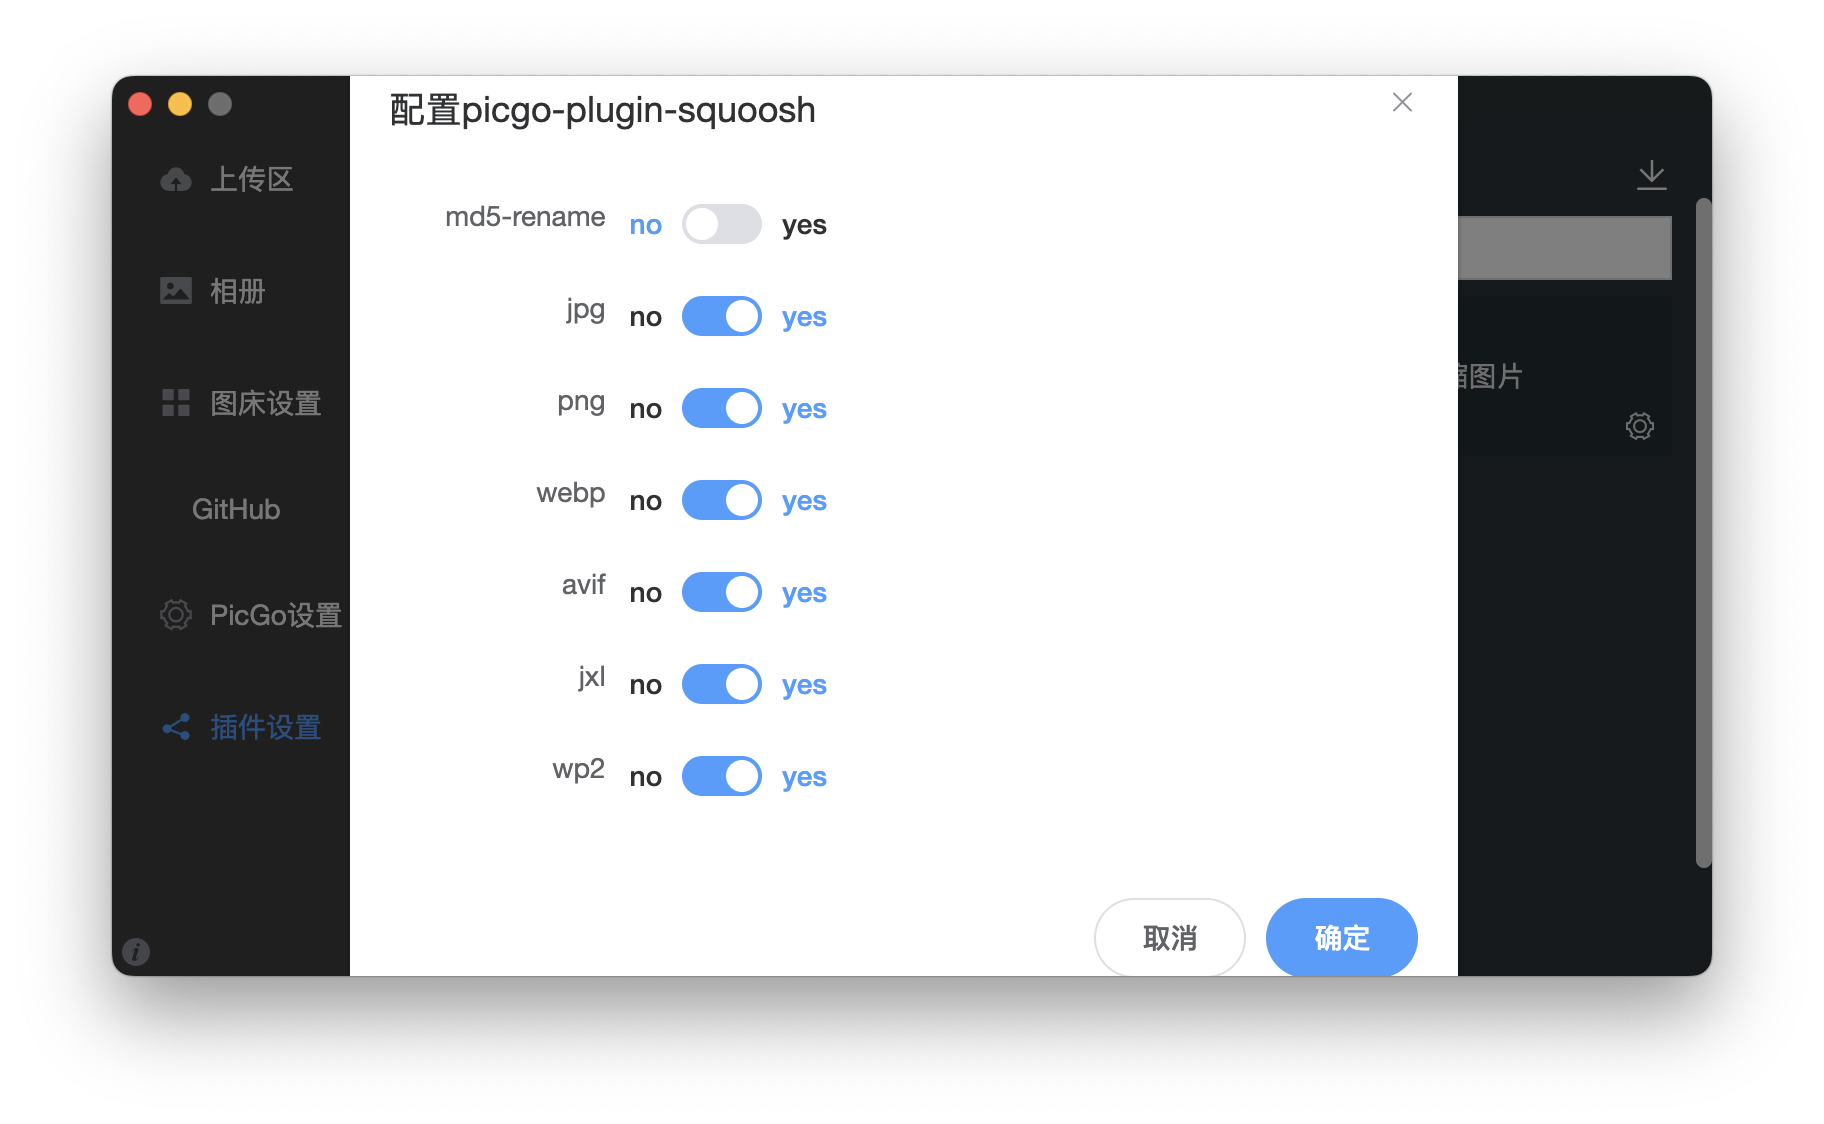 配置picgo-plugin-squoosh
上传区
相册
图床设置
GitHub
PicGo设置
插件设置
md5-rename no yes
jpg no yes
png no yes
webp no yes
avif no yes
jxl no yes
wp2 no yes
图片
取消 确定